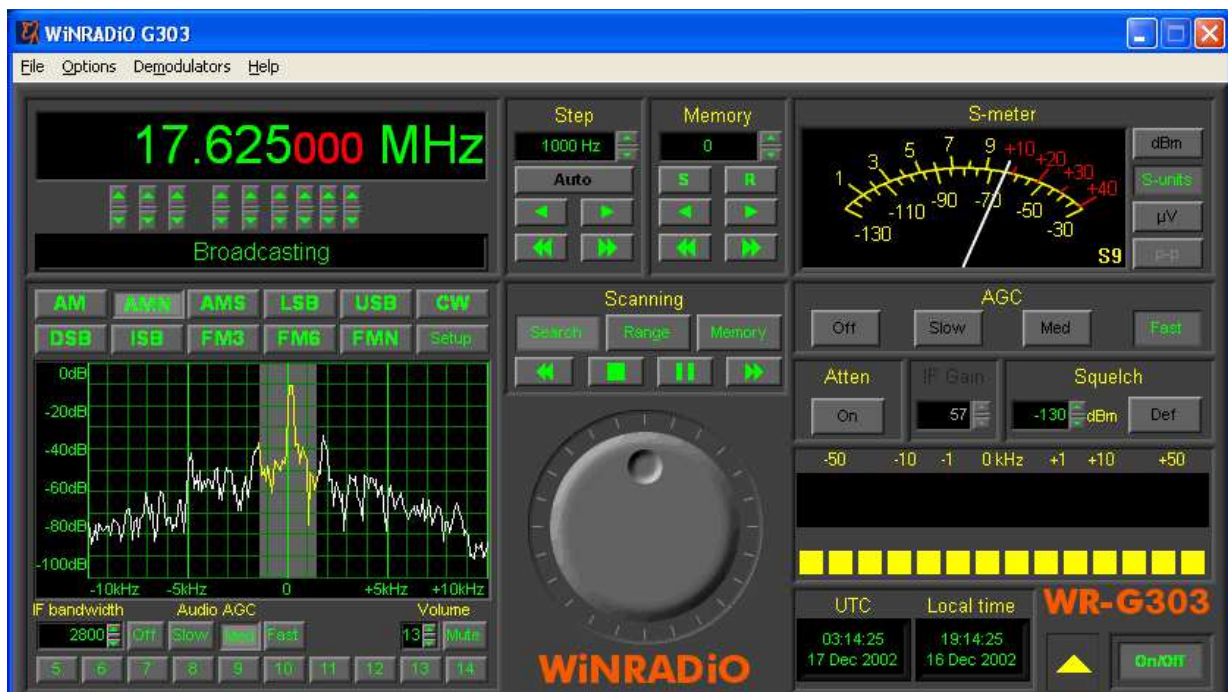 WiNRADiO G303
File Options Demodulators Help
17.625000 MHz
Broadcasting
Step
1000 Hz
Auto
Memory
0
S R
S-meter
1 3 5 7 9 +10 +20 +30 +40
-130 -110 -90 -70 -50 -30
S9
dBm
S-units
µV
p-p
AM AMN AMS LSB USB CW
DSB ISB FM3 FM6 FMN Setup
0dB
-20dB
-40dB
-60dB
-80dB
-100dB
-10kHz -5kHz 0 +5kHz +10kHz
IF bandwidth Audio AGC Volume
2800 Off Slow Med Fast 13 Mute
5 6 7 8 9 10 11 12 13 14
Scanning
Search Range Memory
WiNRADiO
AGC
Off Slow Med Fast
Atten IF Gain Squelch
On 57 -130 dBm Def
-50 -10 -1 0 kHz +1 +10 +50
UTC Local time
03:14:25 19:14:25
17 Dec 2002 16 Dec 2002
WR-G303
On/Off